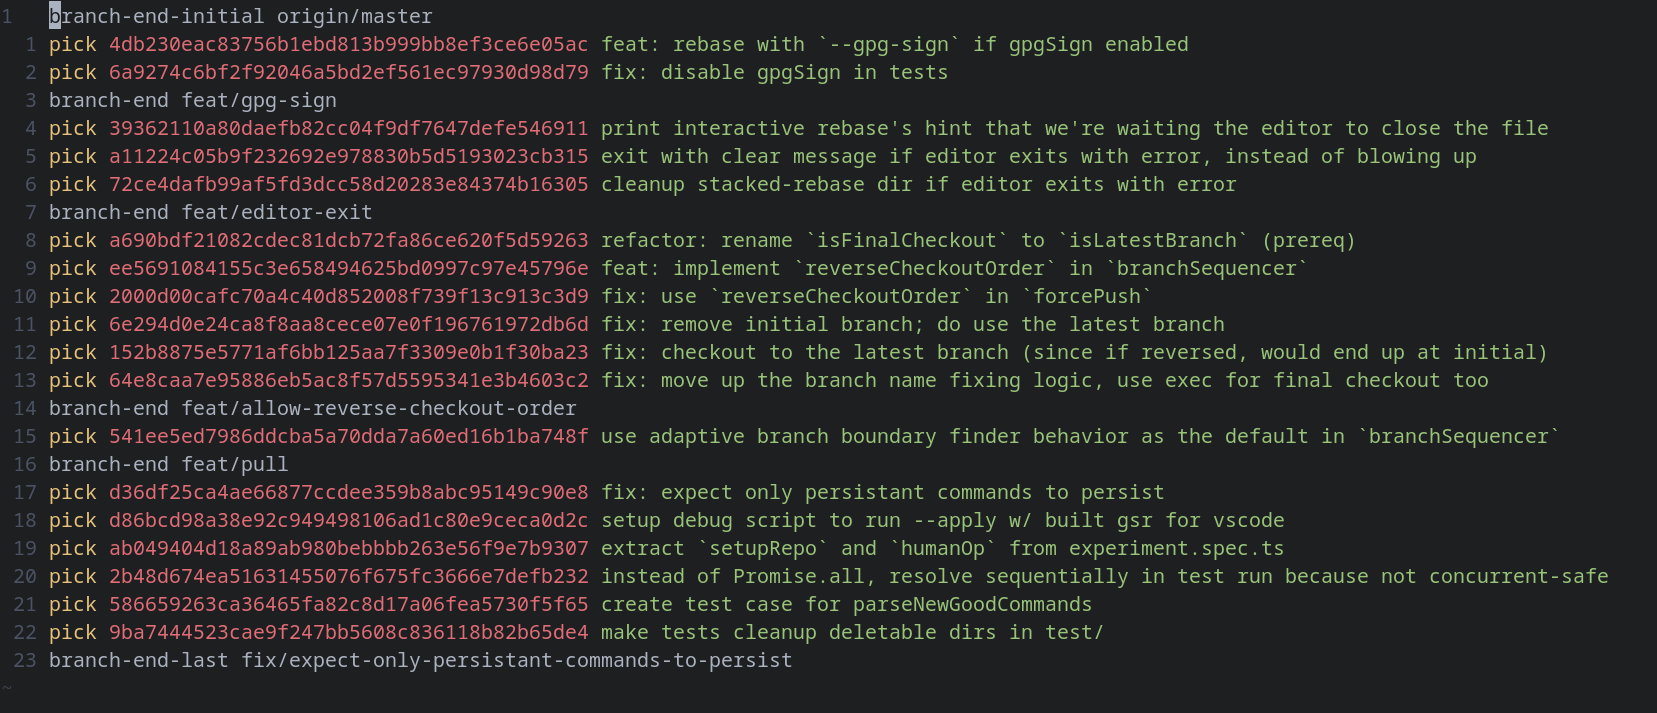 1 branch-end-initial origin/master
1 pick 4db230eac83756b1ebd813b999bb8ef3ce6e05ac feat: rebase with `--gpg-sign` if gpgSign enabled
2 pick 6a9274c6bf2f92046a5bd2ef561ec97930d98d79 fix: disable gpgSign in tests
3 branch-end feat/gpg-sign
4 pick 39362110a80daefb82cc04f9df7647defe546911 print interactive rebase's hint that we're waiting the editor to close the file
5 pick a11224c05b9f232692e978830b5d5193023cb315 exit with clear message if editor exits with error, instead of blowing up
6 pick 72ce4dafb99af5fd3dcc58d20283e84374b16305 cleanup stacked-rebase dir if editor exits with error
7 branch-end feat/editor-exit
8 pick a690bdf21082cdec81dcb72fa86ce620f5d59263 refactor: rename `isFinalCheckout` to `isLatestBranch` (prereq)
9 pick ee5691084155c3e658494625bd0997c97e45796e feat: implement `reverseCheckoutOrder` in `branchSequencer`
10 pick 2000d00cafc70a4c40d852008f739f13c913c3d9 fix: use `reverseCheckoutOrder` in `forcePush`
11 pick 6e294d0e24ca8f8aa8cece07e0f196761972db6d fix: remove initial branch; do use the latest branch
12 pick 152b8875e5771af6bb125aa7f3309e0b1f30ba23 fix: checkout to the latest branch (since if reversed, would end up at initial)
13 pick 64e8caa7e95886eb5ac8f57d5595341e3b4603c2 fix: move up the branch name fixing logic, use exec for final checkout too
14 branch-end feat/allow-reverse-checkout-order
15 pick 541ee5ed7986ddcba5a70dda7a60ed16b1ba748f use adaptive branch boundary finder behavior as the default in `branchSequencer`
16 branch-end feat/pull
17 pick d36df25ca4ae66877ccdee359b8abc95149c90e8 fix: expect only persistant commands to persist
18 pick d86bcd98a38e92c949498106ad1c80e9ceca0d2c setup debug script to run --apply w/ built gsr for vscode
19 pick ab049404d18a89ab980bebbbb263e56f9e7b9307 extract `setupRepo` and `humanOp` from experiment.spec.ts
20 pick 2b48d674ea51631455076f675fc3666e7defb232 instead of Promise.all, resolve sequentially in test run because not concurrent-safe
21 pick 586659263ca36465fa82c8d17a06fea5730f5f65 create test case for parseNewGoodCommands
22 pick 9ba7444523cae9f247bb5608c836118b82b65de4 make tests cleanup deletable dirs in test/
23 branch-end-last fix/expect-only-persistant-commands-to-persist
~